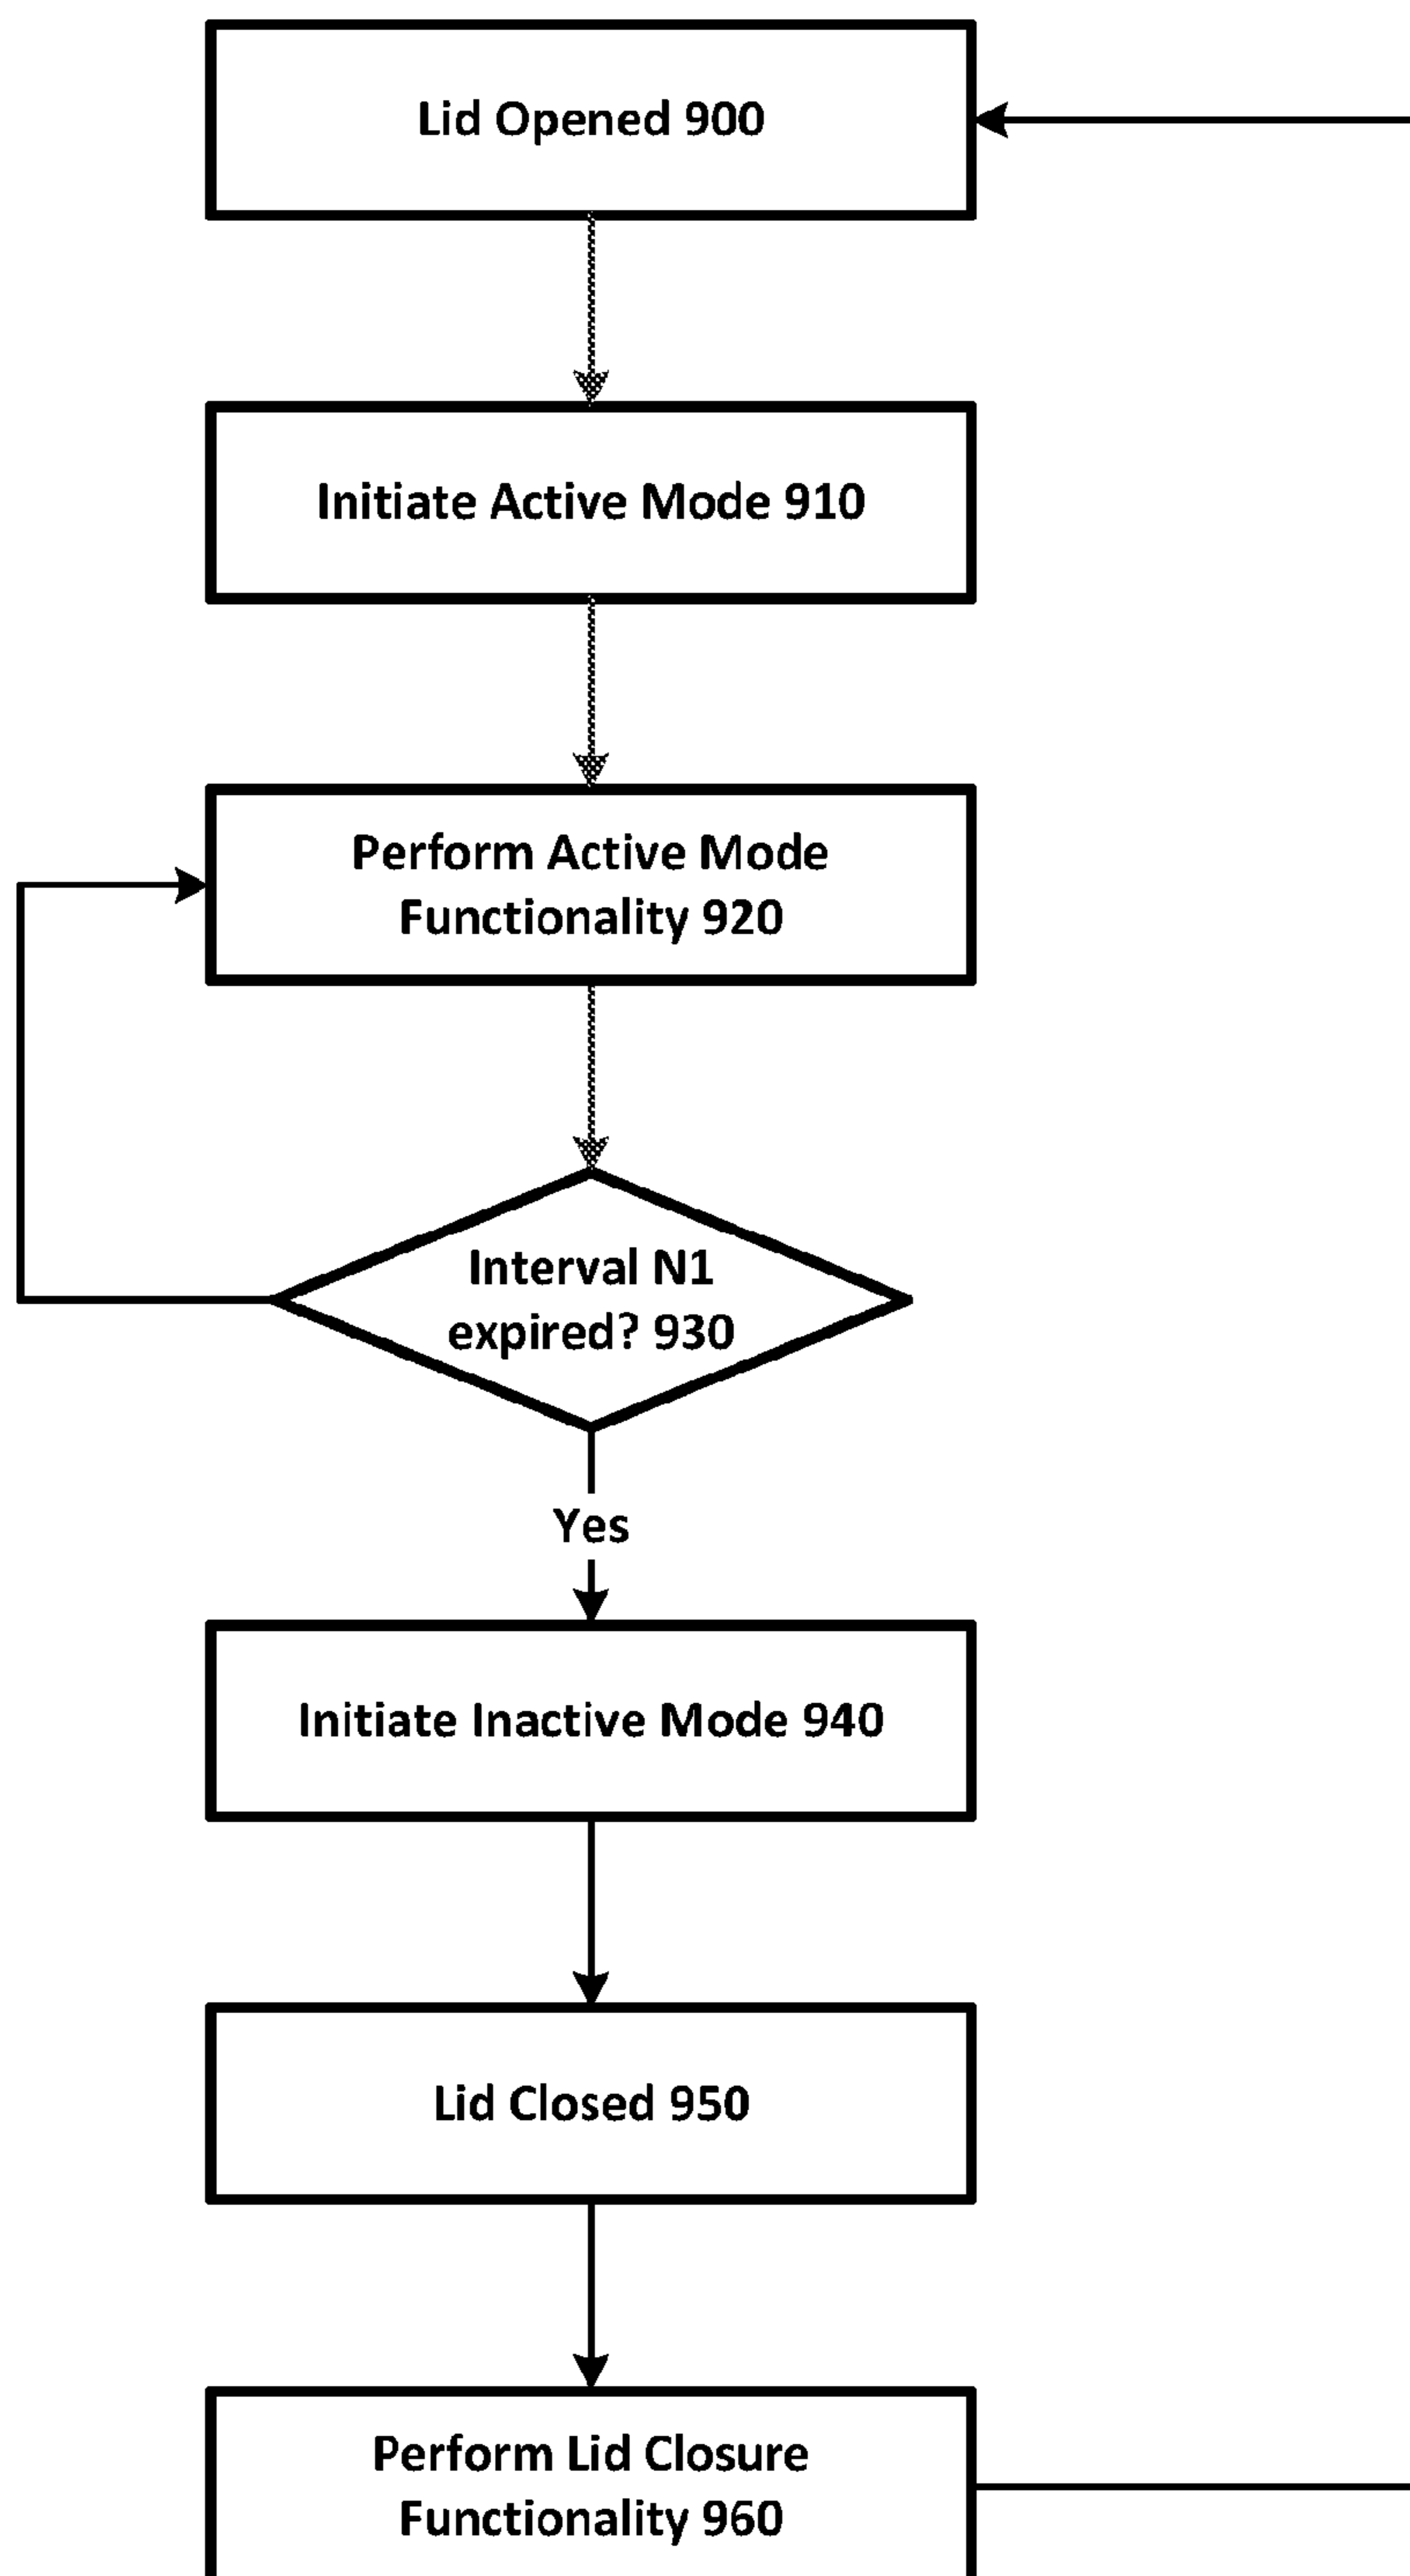 Lid Opened 900
Initiate Active Mode 910
Perform Active Mode
Functionality 920
Interval N1
expired? 930
Yes
Initiate Inactive Mode 940
Lid Closed 950
Perform Lid Closure
Functionality 960